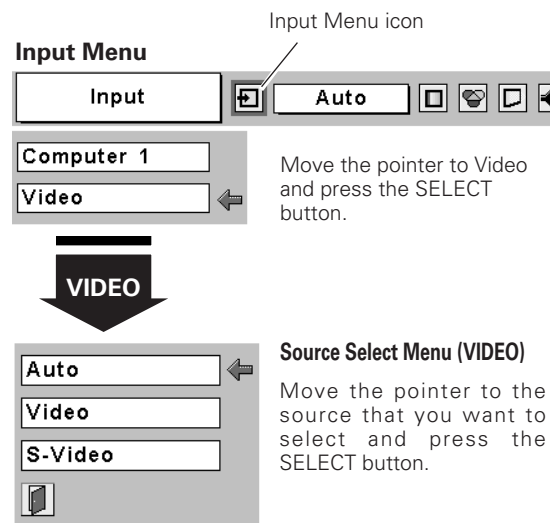 Input Menu icon
Input Menu
Input
Auto
Computer 1
Video
Move the pointer to Video
and press the SELECT
button.
VIDEO
Auto
Video
S-Video
Source Select Menu (VIDEO)
Move the pointer to the
source that you want to
select and press the
SELECT button.